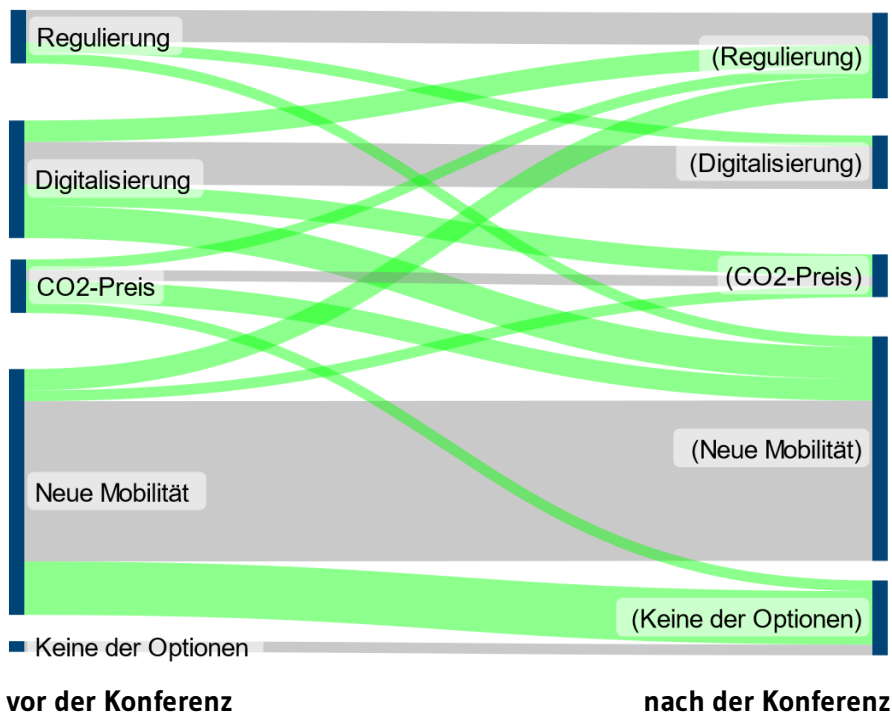 Regulierung
(Regulierung)
(Digitalisierung)
Digitalisierung
(CO2-Preis)
CO2-Preis
(Neue Mobilität)
Neue Mobilität
(Keine der Optionen)
Keine der Optionen
vor der Konferenz
nach der Konferenz